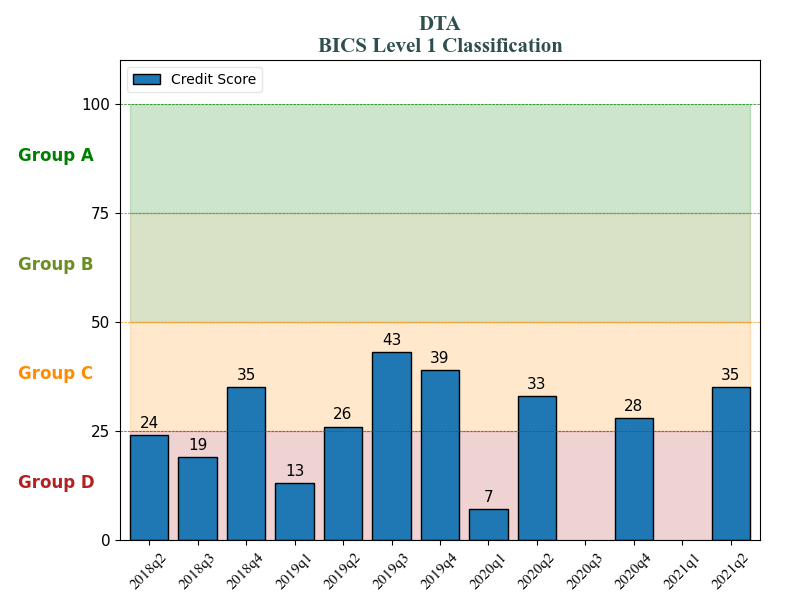 DTA
BICS Level 1 Classification
Credit Score
100
Group A
75
Group B
50
43
39
35
35
Group C
33
28
26
24
25
19
13
Group D
7
0
2018q2 2018q3 2018q4 2019q1 2019q2 2019q3 2019q4 2020q1 2020q2 2020q3 2020q4 2021q1 2021q2